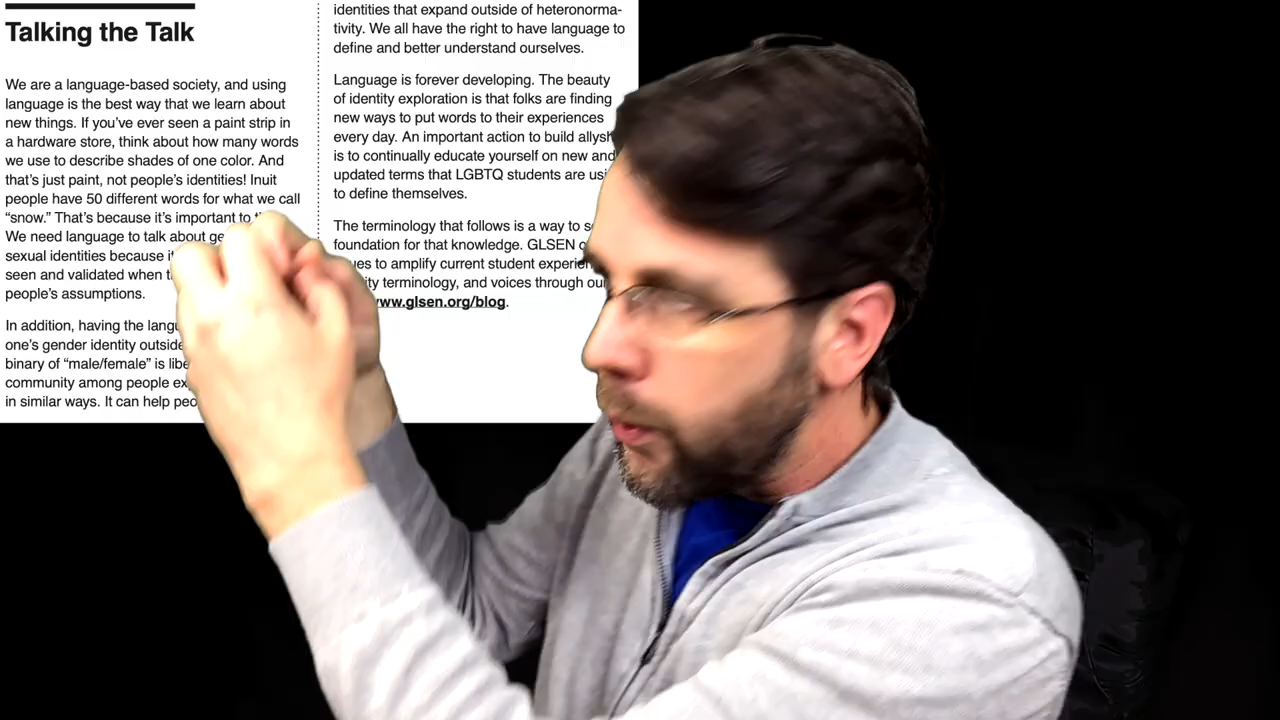 Talking the Talk
We are a language-based society, and using
language is the best way that we learn about
new things. If you’ve ever seen a paint strip in
a hardware store, think about how many words
we use to describe shades of one color. And
that’s just paint, not people’s identities! Inuit
people have 50 different words for what we call
“snow.” That’s because it’s important to
We need language to talk about
sexual identities because
seen and validated when
people’s assumptions.
In addition, having the
one’s gender identity
binary of “male/female” is
community among people
in similar ways. It can help
identities that expand outside of heteronorma-
tivity. We all have the right to have language to
define and better understand ourselves.
Language is forever developing. The beauty
of identity exploration is that folks are finding
new ways to put words to their experiences
every day. An important action to build
is to continually educate yourself on new and
updated terms that LGBTQ students are
to define themselves.
The terminology that follows is a way to
foundation for that knowledge. GLSEN
to amplify current student
terminology, and voices through our
www.glsen.org/blog.